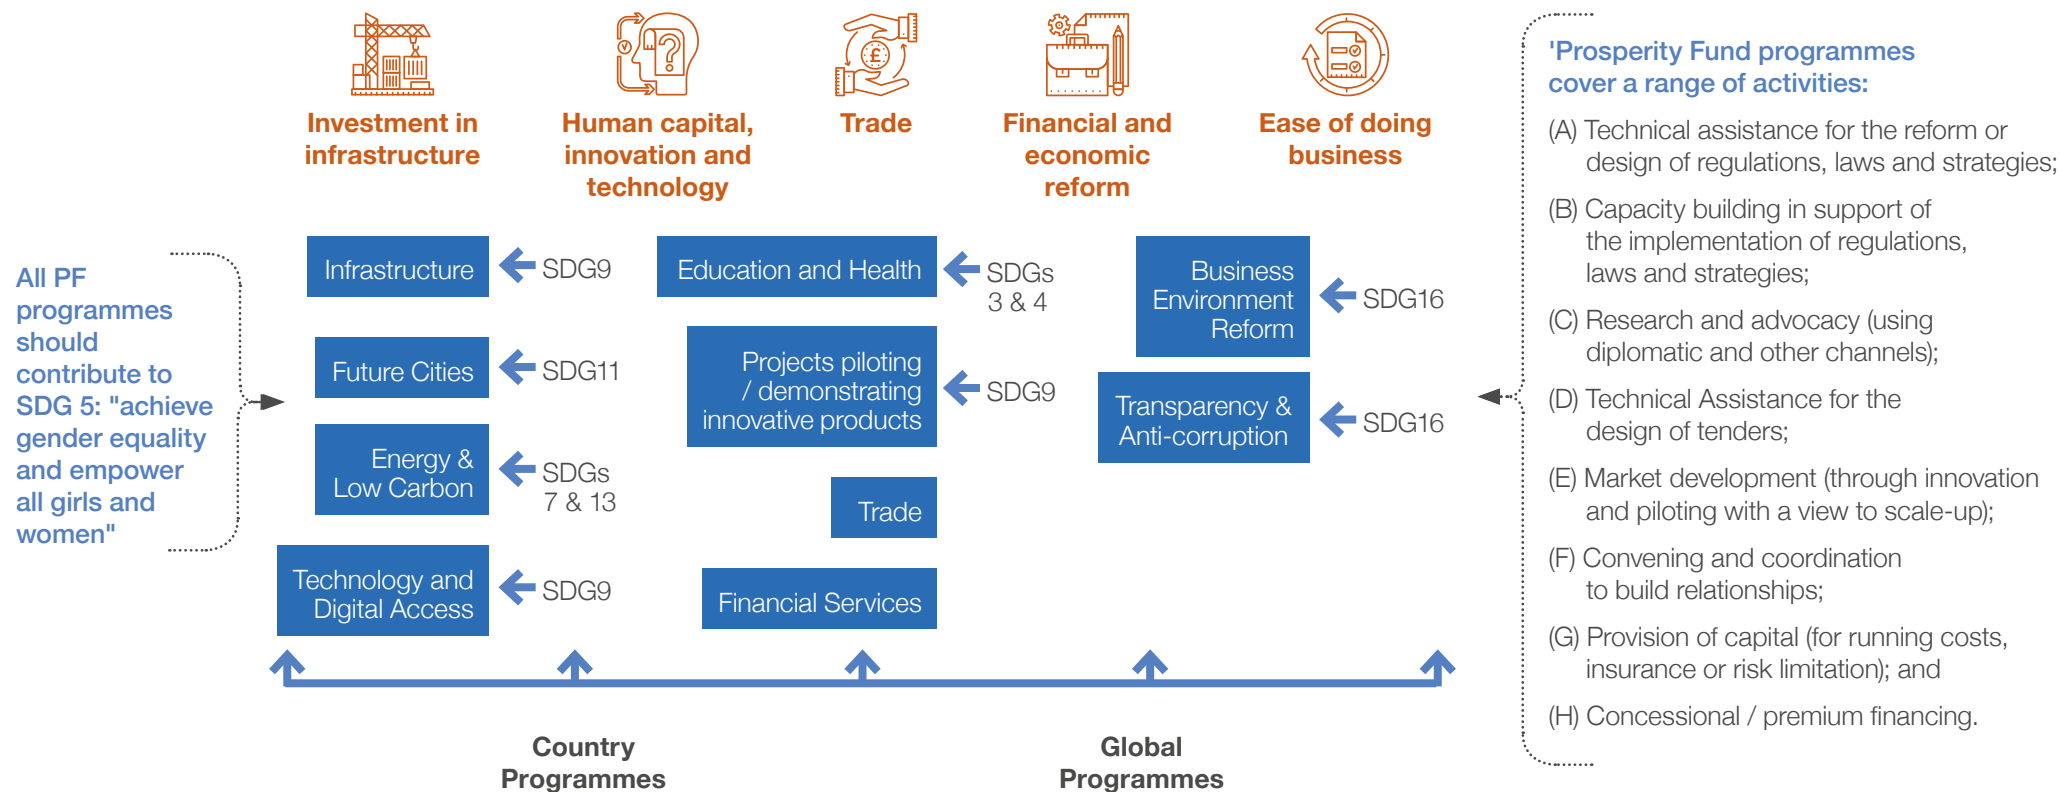 Investment in
infrastructure
Human capital,
innovation and
technology
Trade
Financial and
economic
reform
Ease of doing
business
All PF
programmes
should
contribute to
SDG 5: "achieve
gender equality
and empower
all girls and
women"
Infrastructure
SDG9
Future Cities
SDG11
Energy &
Low Carbon
SDGs
7 & 13
Technology and
Digital Access
SDG9
Education and Health
SDGs
3 & 4
Projects piloting
/ demonstrating
innovative products
SDG9
Trade
Financial Services
Business
Environment
Reform
SDG16
Transparency &
Anti-corruption
SDG16
Country
Programmes
Global
Programmes
'Prosperity Fund programmes
cover a range of activities:
(A) Technical assistance for the reform or
design of regulations, laws and strategies;
(B) Capacity building in support of
the implementation of regulations,
laws and strategies;
(C) Research and advocacy (using
diplomatic and other channels);
(D) Technical Assistance for the
design of tenders;
(E) Market development (through innovation
and piloting with a view to scale-up);
(F) Convening and coordination
to build relationships;
(G) Provision of capital (for running costs,
insurance or risk limitation); and
(H) Concessional / premium financing.